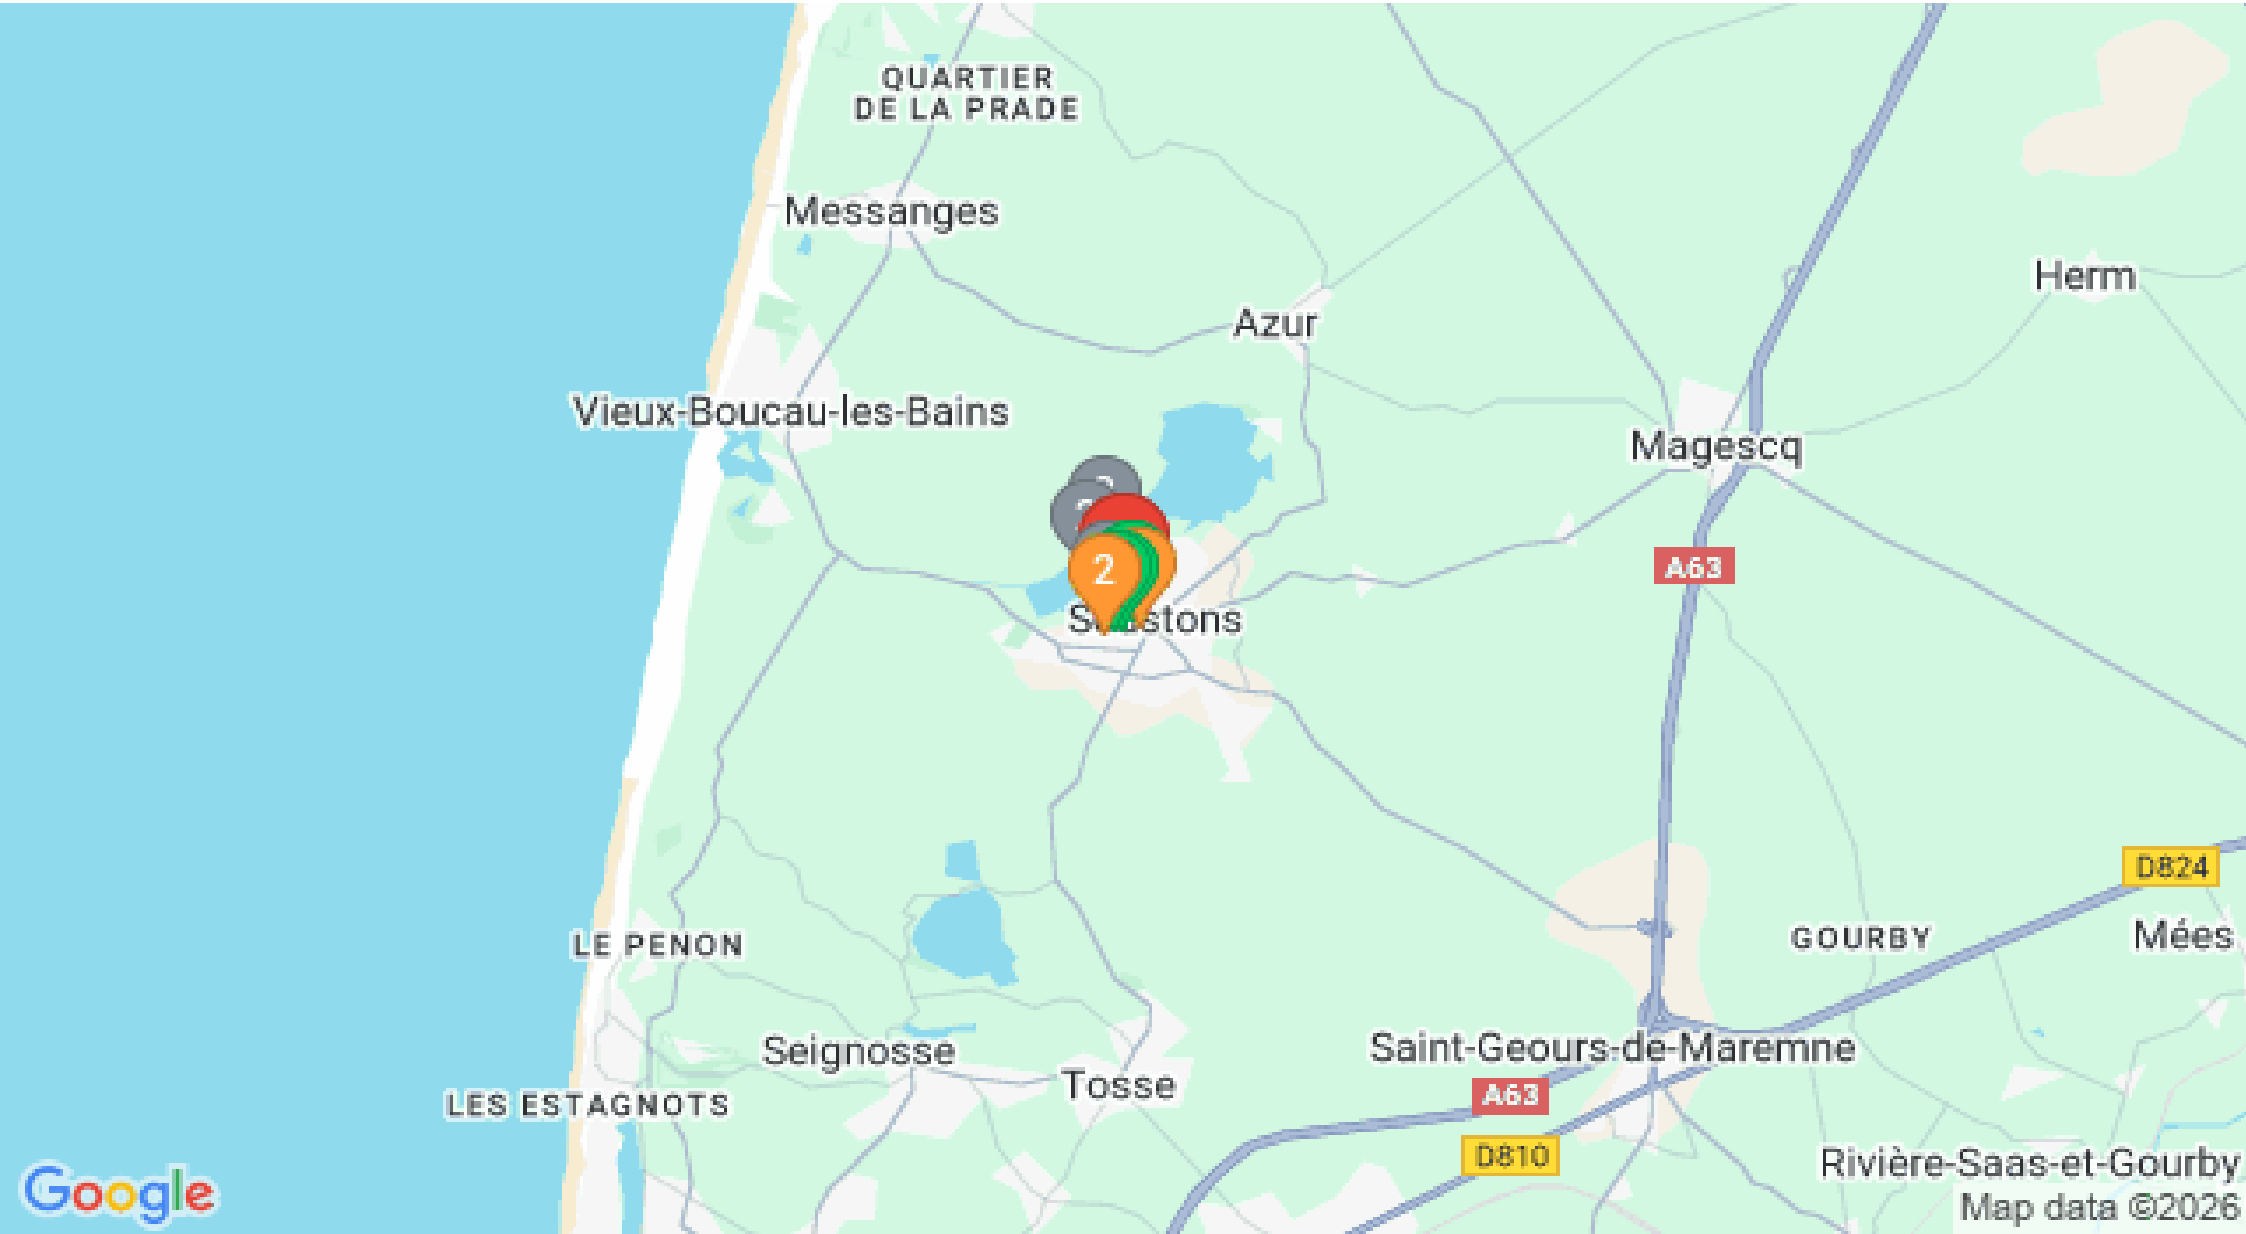 QUARTIER
DE LA PRADE
Messanges
Herm
Azur
Vieux-Boucau-les-Bains
Magescq
A63
2
D824
GOURBY
Mées
LE PENON
Saint-Geours-de-Maremne
Seignosse
Tosse
A63
LES ESTAGNOTS
D810
Rivière-Saas-et-Gourby
Google
Map data ©2026